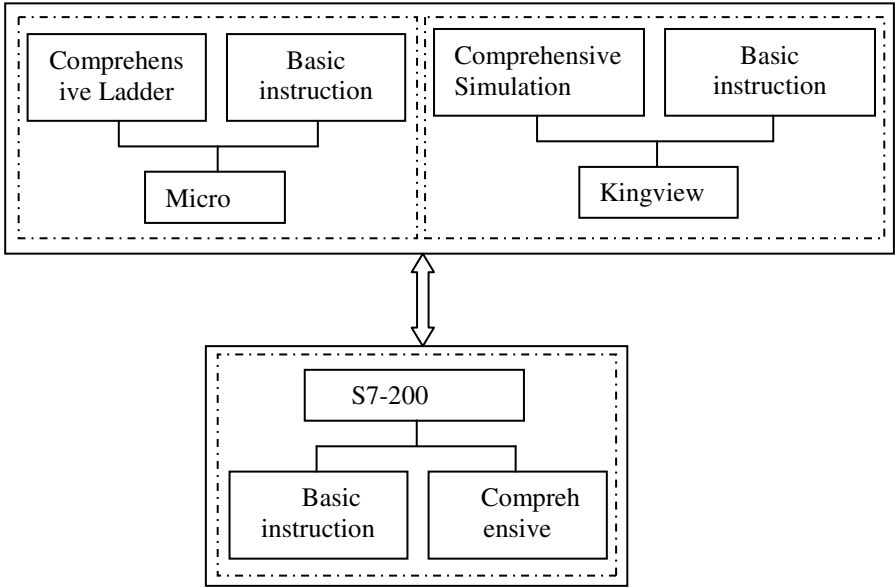 Comprehens
ive Ladder
Basic
instruction
Comprehensive
Simulation
Basic
instruction
Micro
Kingview
S7-200
Basic
instruction
Compreh
ensive